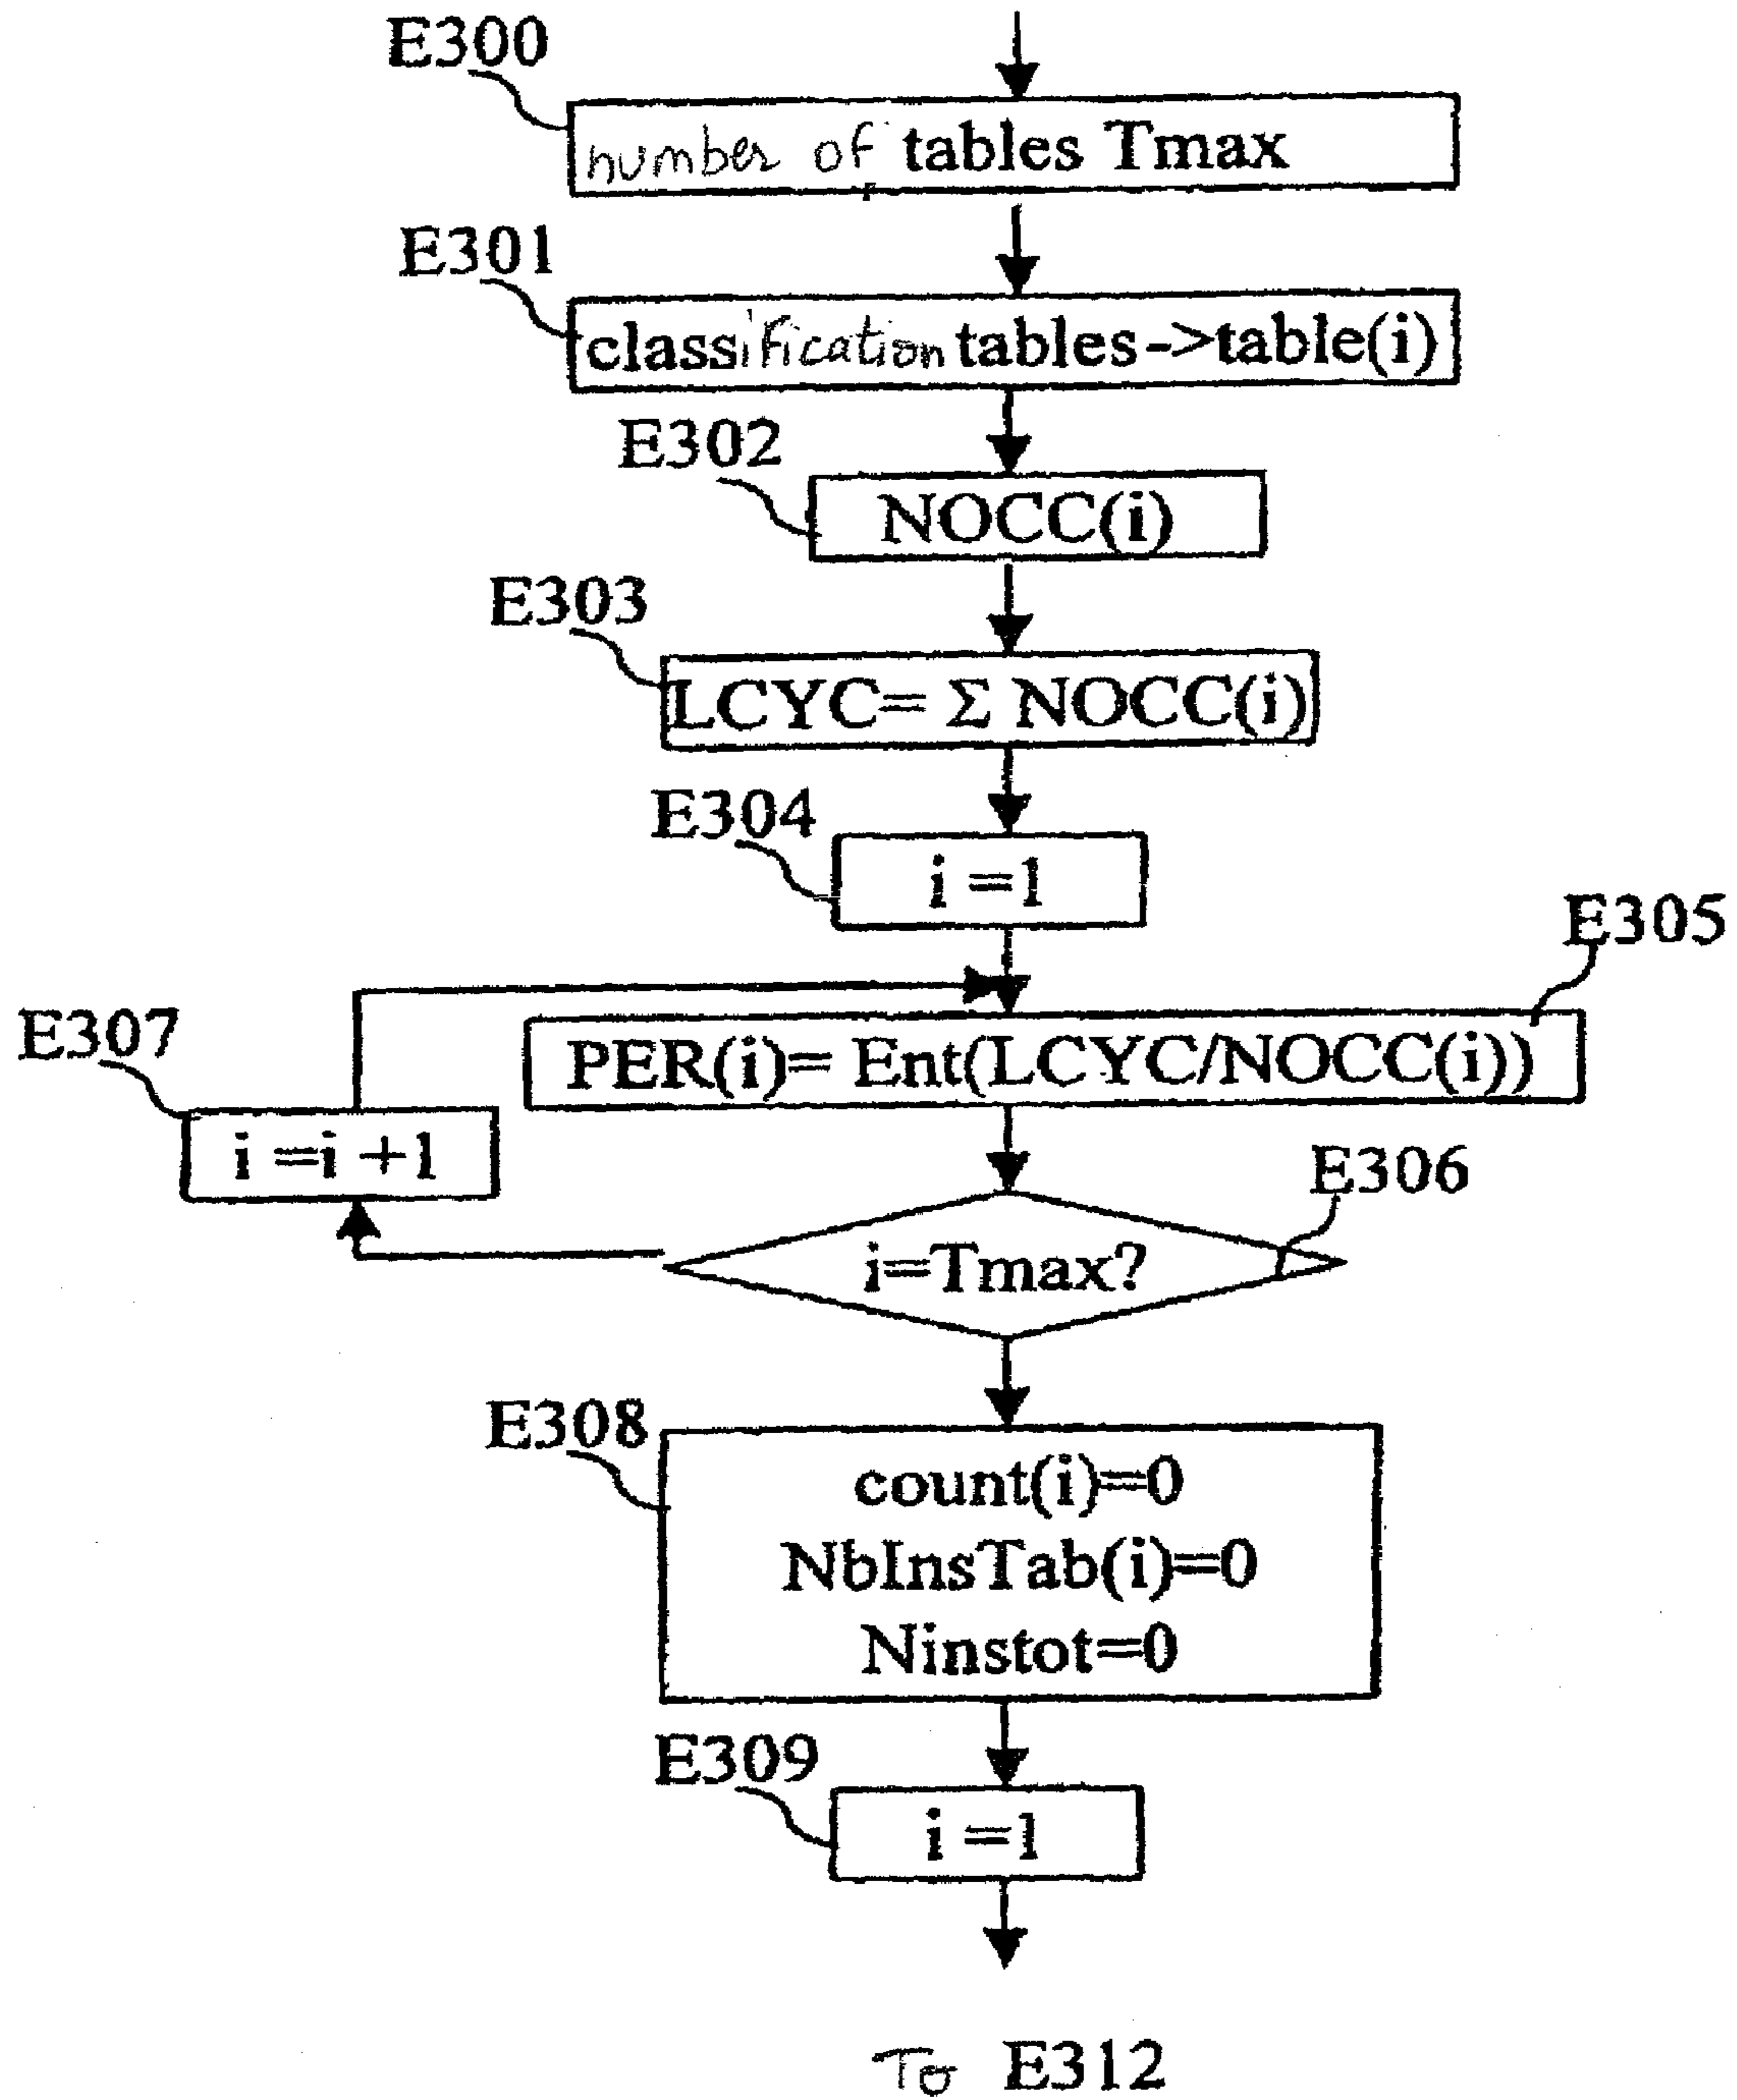 E300
number of tables Tmax
E301
classification tables->table(i)
E302
NOCC(i)
E303
LCYC= Σ NOCC(i)
E304
i =1
E305
PER(i)= Ent(LCYC/NOCC(i))
E307
i =i +1
E306
i=Tmax?
E308
count(i)=0
NbInsTab(i)=0
Ninstot=0
E309
i =1
To E312